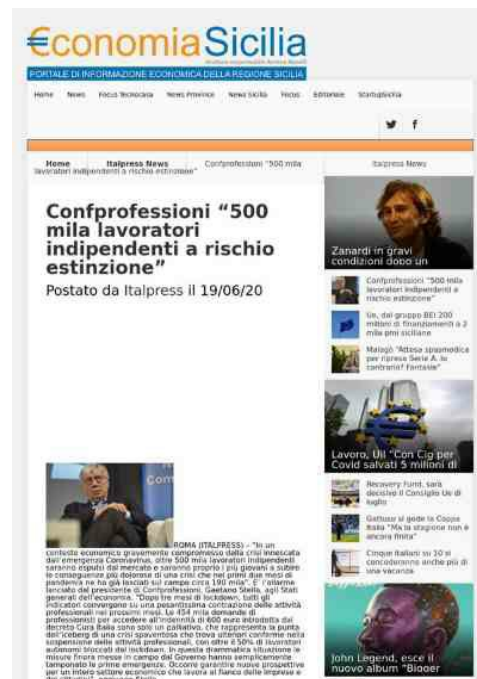 €conomiaSicilia
PORTALE DI INFORMAZIONE ECONOMICA DELLA REGIONE SICILIA
Home News Focus Tecnocasa News Province News Sicilia Focus Editoriale StartupSicilia
Home Italpress News Confprofessioni "500 mila
lavoratori indipendenti a rischio estinzione"
Confprofessioni “500
mila lavoratori
indipendenti a rischio
estinzione”
Postato da Italpress il 19/06/20
ROMA (ITALPRESS) – "In un
contesto economico gravemente compromesso dalla crisi innescata
dall'emergenza Coronavirus, oltre 500 mila lavoratori indipendenti
saranno espulsi dal mercato e saranno proprio i più giovani a subire
le conseguenze più dolorose di una crisi che nei primi due mesi di
pandemia ne ha già lasciati sul campo circa 190 mila". E' l'allarme
lanciato dal presidente di Confprofessioni, Gaetano Stella, agli Stati
generali dell'economia. "Dopo tre mesi di lockdown, tutti gli
indicatori convergono su una pesantissima contrazione delle attività
professionali nei prossimi mesi. Le 454 mila domande di
professionisti per accedere all'indennità di 600 euro introdotta dal
decreto Cura Italia sono solo un palliativo, che rappresenta la punta
dell'iceberg di una crisi spaventosa che trova ulteriori conferme nella
sospensione delle attività professionali, con oltre il 50% di lavoratori
autonomi bloccati dal lockdown. In questa drammatica situazione le
misure finora messe in campo dal Governo hanno semplicemente
tamponato le prime emergenze. Occorre garantire nuove prospettive
per un intero settore economico che lavora al fianco delle imprese e
Italpress News
Zanardi in gravi
condizioni dopo un
Confprofessioni "500 mila
lavoratori indipendenti a
rischio estinzione"
Ue, dal gruppo BEI 200
milioni di finanziamenti a 2
mila pmi siciliane
Malagò "Attesa spasmodica
per ripresa Serie A, io
contrario? Fantasie"
Lavoro, Uil "Con Cig per
Covid salvati 5 milioni di
Recovery Fund, sarà
decisivo il Consiglio Ue di
luglio
Gattuso si gode la Coppa
Italia "Ma la stagione non è
ancora finita"
Cinque italiani su 10 si
concederanno anche più di
una vacanza
John Legend, esce il
nuovo album "Bigger